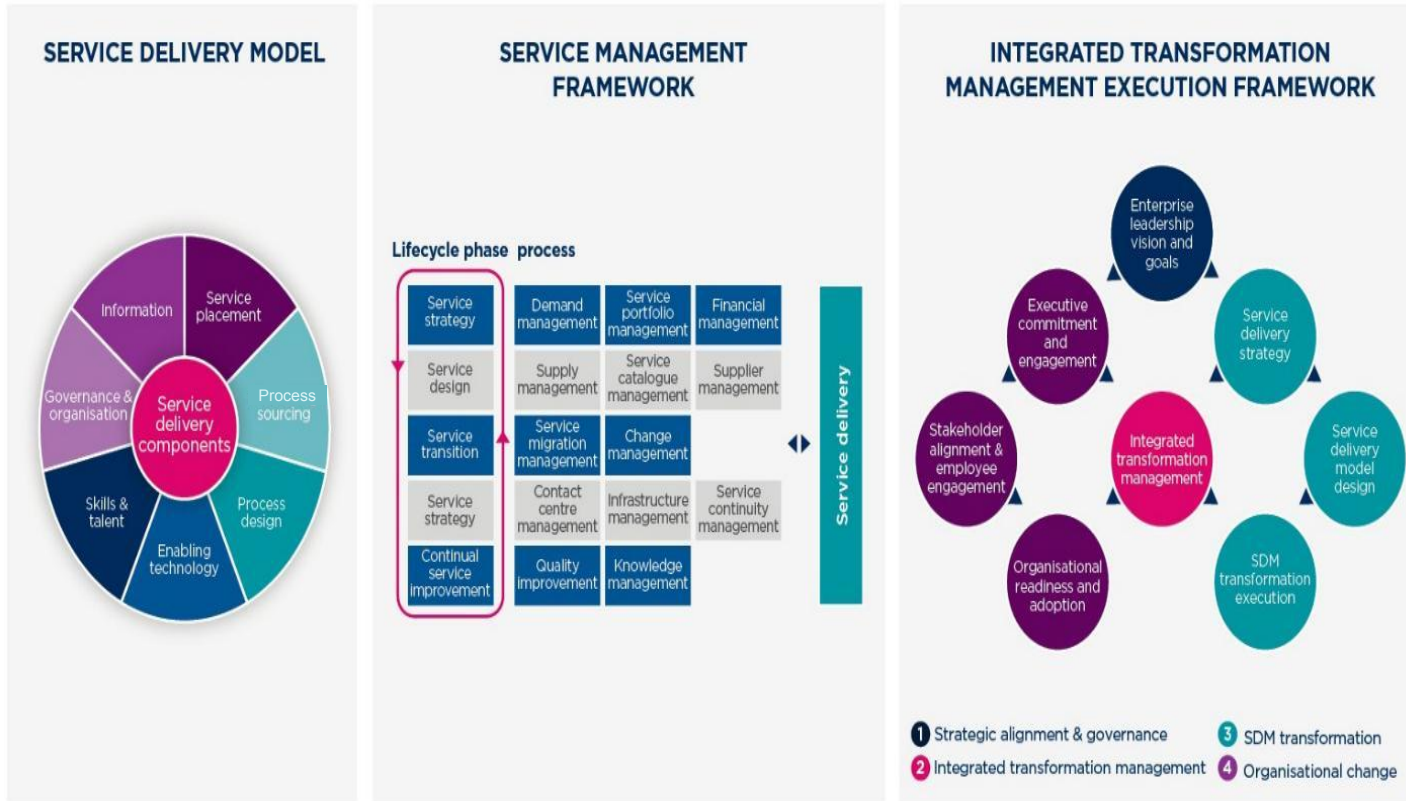 SERVICE DELIVERY MODEL
Information
Service
placement
Process
sourcing
Process
design
Enabling
technology
Skills &
talent
Governance &
organisation
Service
delivery
components
SERVICE MANAGEMENT
FRAMEWORK
Lifecycle phase process
Service
strategy
Demand
management
Service
portfolio
management
Financial
management
Service
design
Supply
management
Service
catalogue
management
Supplier
management
Service
transition
Service
migration
management
Change
management
Service
strategy
Contact
centre
management
Infrastructure
management
Service
continuity
management
Continual
service
improvement
Quality
improvement
Knowledge
management
Service delivery
INTEGRATED TRANSFORMATION
MANAGEMENT EXECUTION FRAMEWORK
Enterprise
leadership
vision and
goals
Executive
commitment
and
engagement
Service
delivery
strategy
Stakeholder
alignment &
employee
engagement
Integrated
transformation
management
Service
delivery
model
design
Organisational
readiness and
adoption
SDM
transformation
execution
1 Strategic alignment & governance
2 Integrated transformation management
3 SDM transformation
4 Organisational change